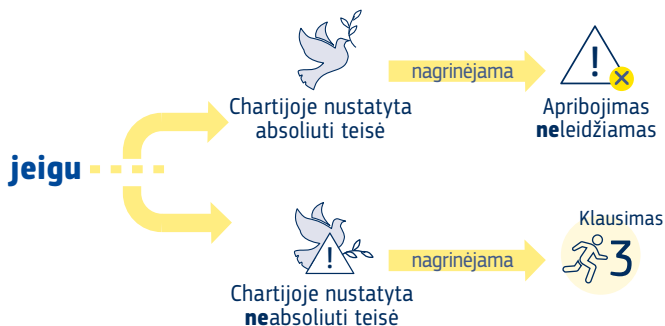 jeigu
Chartijoje nustatyta
absoliuti teisė
nagrinėjama
!
Apribojimas
neleidžiamas
!
Chartijoje nustatyta
neabsoliuti teisė
nagrinėjama
Klausimas
3